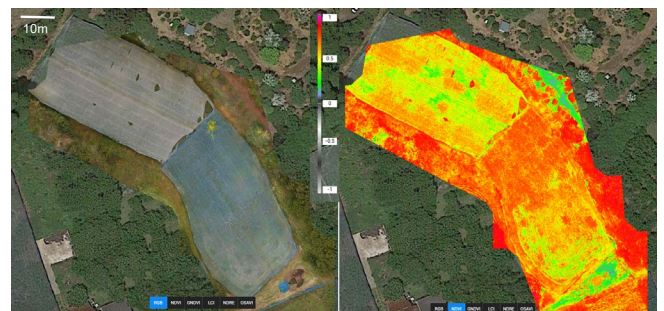 10m
1
0.5
0
-0.5
-1
RGB NDVI GNDVI LCI NDRE OSAVI
RGB NDVI GNDVI LCI NDRE OSAVI